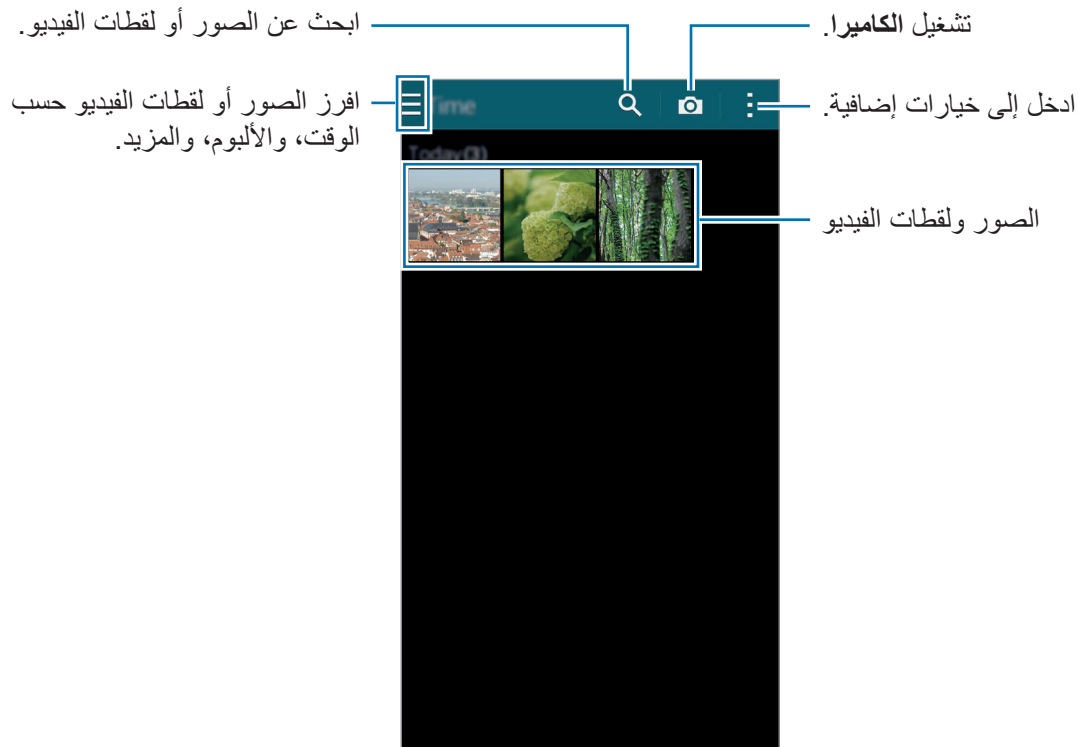 ابحث عن الصور أو لقطات الفيديو.
تشغيل الكاميرا.
افرز الصور أو لقطات الفيديو حسب
الوقت، والألبوم، والمزيد.
Time
ادخل إلى خيارات إضافية.
Today(3)
الصور ولقطات الفيديو